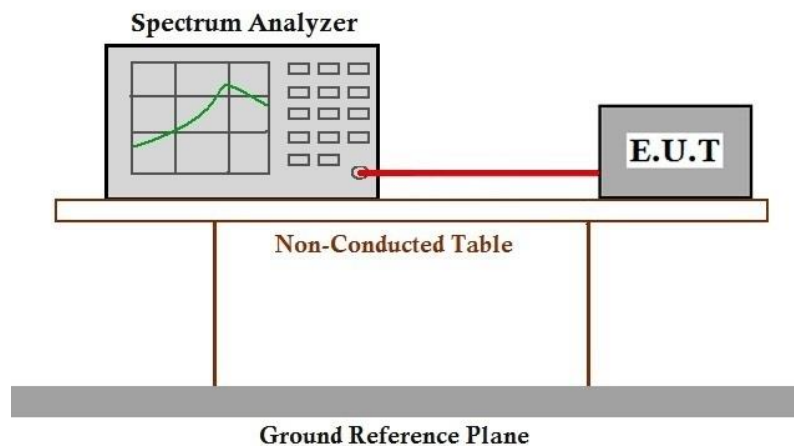 Spectrum Analyzer
E.U.T
Non-Conducted Table
Ground Reference Plane